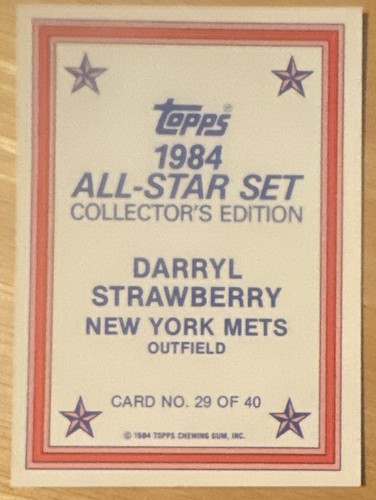 Topps®
1984
ALL-STAR SET
COLLECTOR'S EDITION
DARRYL
STRAWBERRY
NEW YORK METS
OUTFIELD
CARD NO. 29 OF 40
© 1984 TOPPS CHEWING GUM, INC.